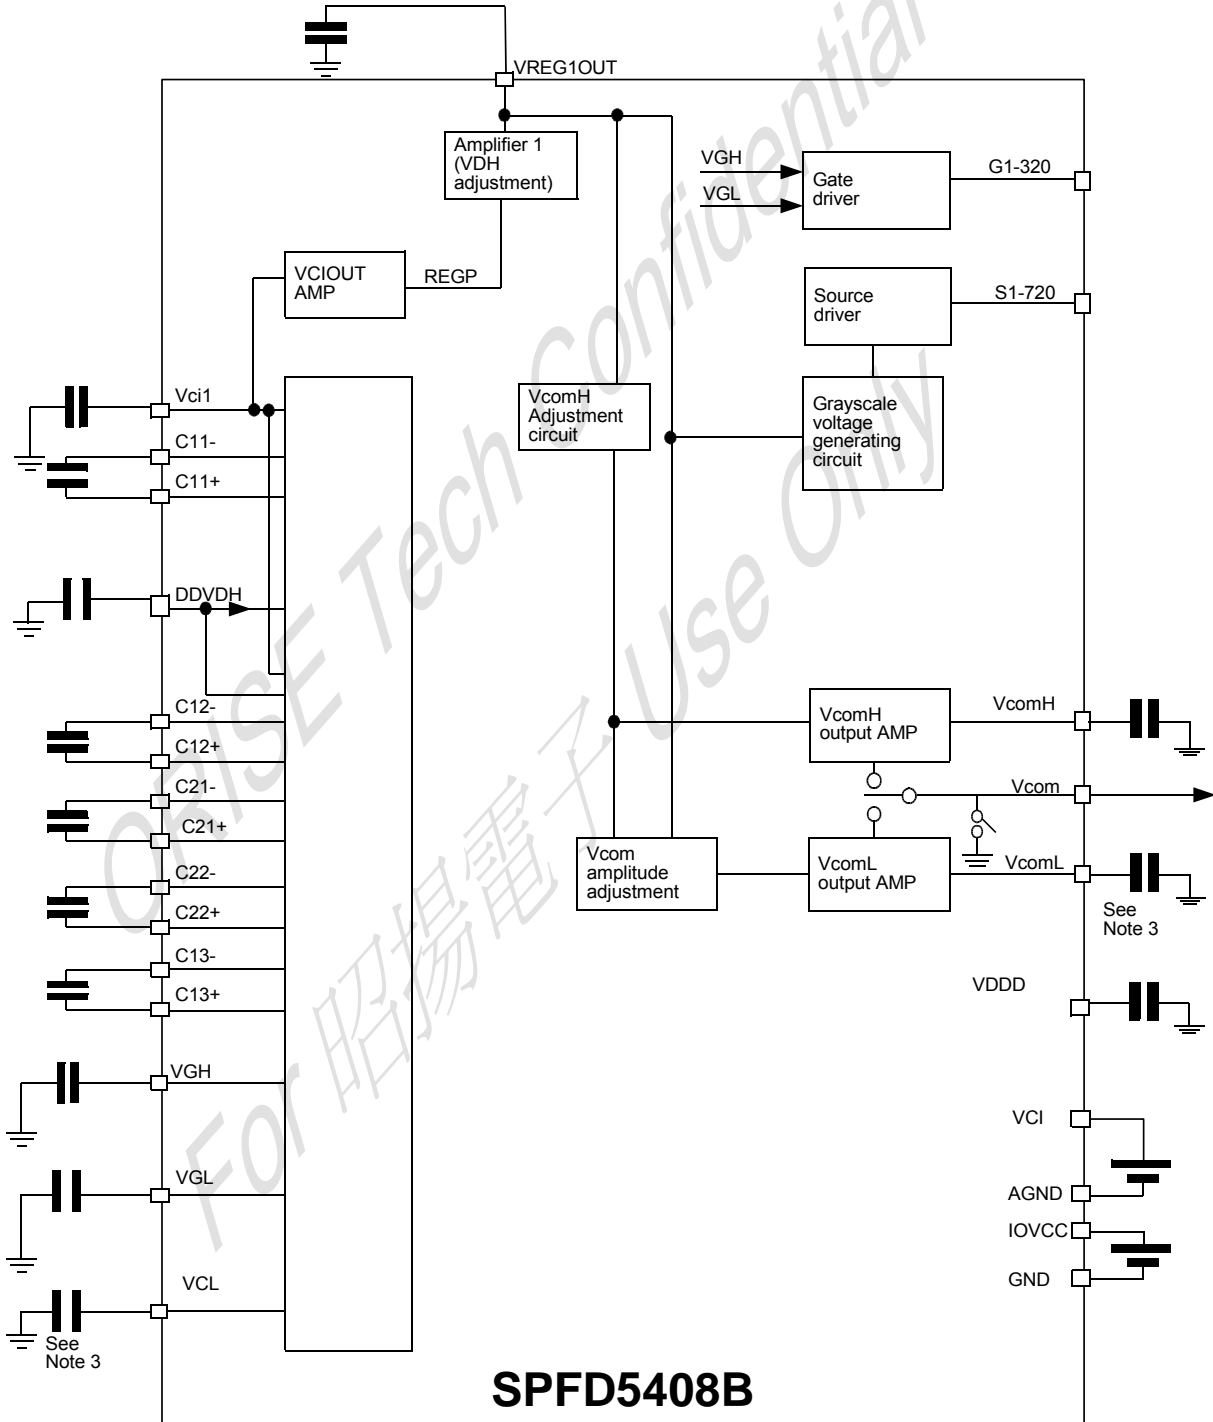 VREG1OUT
Amplifier 1
(VDH
adjustment)
VGH
VGL
Gate
driver
G1-320
VCIOUT
AMP
REGP
Source
driver
S1-720
Vci1
C11-
C11+
VcomH
Adjustment
circuit
Grayscale
voltage
generating
circuit
DDVDH
C12-
C12+
C21-
C21+
C22-
C22+
C13-
C13+
VcomH
output AMP
VcomH
Vcom
Vcom
amplitude
adjustment
VcomL
output AMP
VcomL
See
Note 3
VDDD
VGH
VGL
VCL
See
Note 3
VCI
AGND
IOVCC
GND
SPFD5408B
ORISE Tech Confidential
For 昭揚電子 Use Only